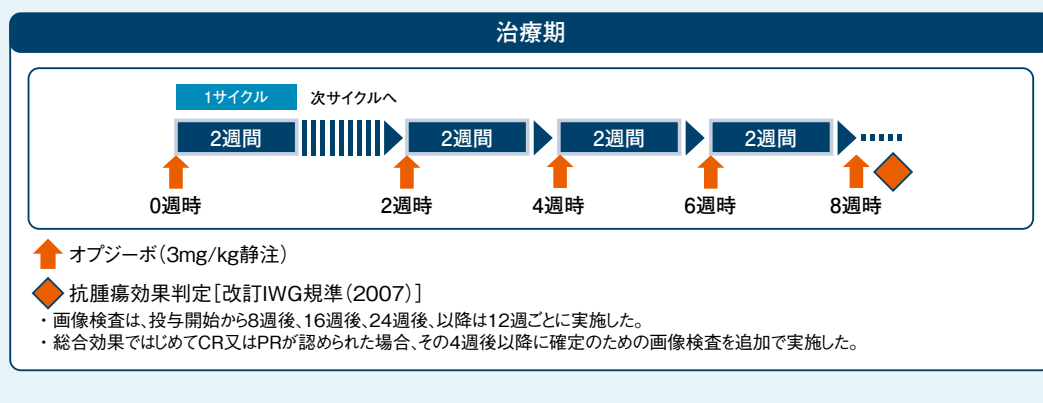 治療期
1サイクル 次サイクルへ
2週間 2週間 2週間 2週間
0週時 2週時 4週時 6週時 8週時
オプジーボ(3mg/kg静注)
抗腫瘍効果判定[改訂IWG規準(2007)]
・画像検査は、投与開始から8週後、16週後、24週後、以降は12週ごとに実施した。
・総合効果ではじめてCR又はPRが認められた場合、その4週後以降に確定のための画像検査を追加で実施した。